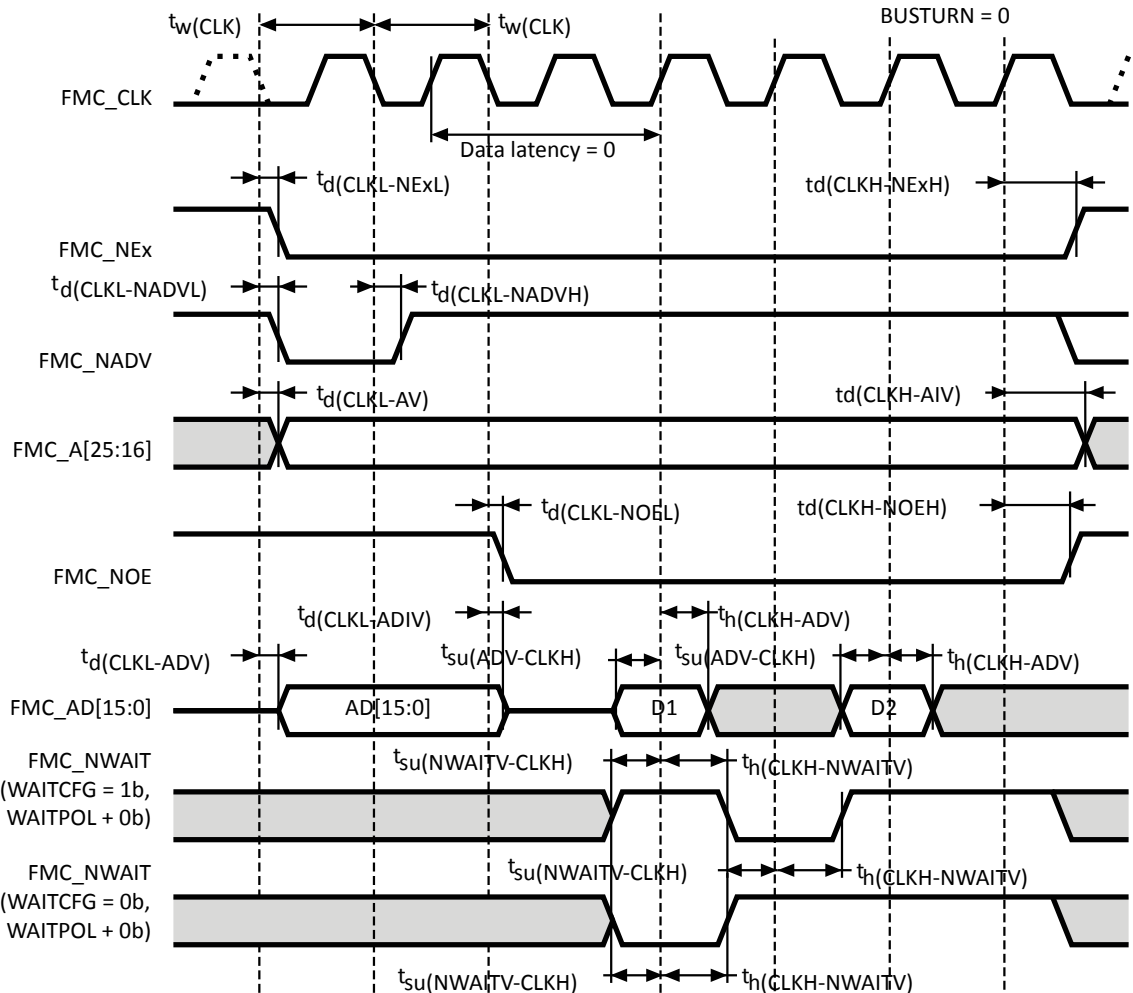 BUSTURN = 0
tw(CLK) tw(CLK)
FMC_CLK
Data latency = 0
td(CLKL-NExL) td(CLKH-NExH)
FMC_NEx
td(CLKL-NADVL) td(CLKL-NADVH)
FMC_NADV
td(CLKL-AV) td(CLKH-AIV)
FMC_A[25:16]
td(CLKL-NOEL) td(CLKH-NOEH)
FMC_NOE
td(CLKL-ADIV) th(CLKH-ADV)
td(CLKL-ADV) tsu(ADV-CLKH) tsu(ADV-CLKH) th(CLKH-ADV)
FMC_AD[15:0] AD[15:0] D1 D2
FMC_NWAIT tsu(NWAITV-CLKH) th(CLKH-NWAITV)
(WAITCFG = 1b,
WAITPOL + 0b)
FMC_NWAIT tsu(NWAITV-CLKH) th(CLKH-NWAITV)
(WAITCFG = 0b,
WAITPOL + 0b)
tsu(NWAITV-CLKH) th(CLKH-NWAITV)